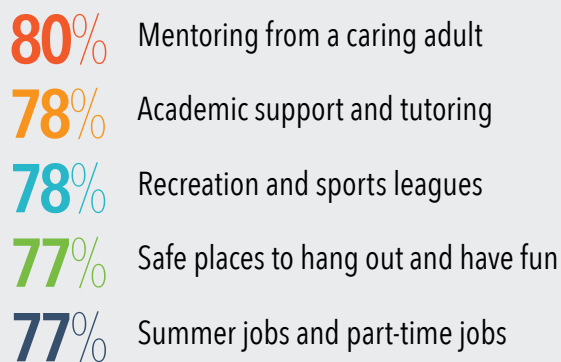 80% Mentoring from a caring adult
78% Academic support and tutoring
78% Recreation and sports leagues
77% Safe places to hang out and have fun
77% Summer jobs and part-time jobs